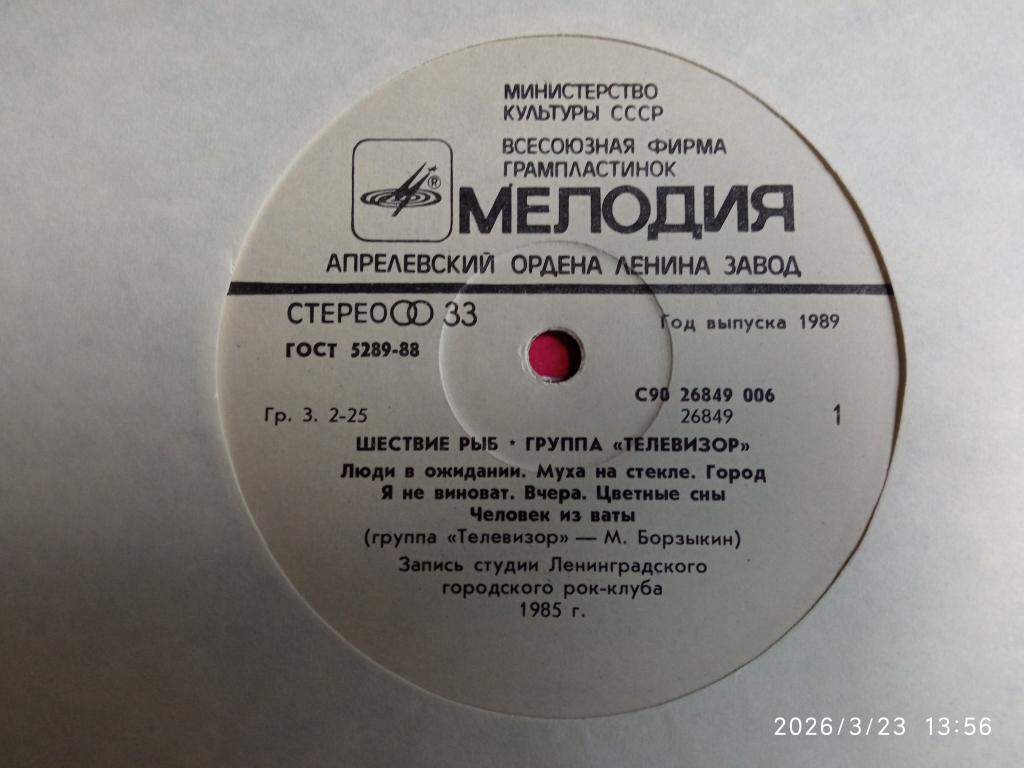 МИНИСТЕРСТВО
КУЛЬТУРЫ СССР
ВСЕСОЮЗНАЯ ФИРМА
ГРАМПЛАСТИНОК
®
МЕЛОДИЯ
АПРЕЛЕВСКИЙ ОРДЕНА ЛЕНИНА ЗАВОД
СТЕРЕО 33
Год выпуска 1989
ГОСТ 5289-88
С90 26849 006
Гр. 3. 2-25
26849
1
ШЕСТВИЕ РЫБ • ГРУППА «ТЕЛЕВИЗОР»
Люди в ожидании. Муха на стекле. Город
Я не виноват. Вчера. Цветные сны
Человек из ваты
(группа «Телевизор» — М. Борзыкин)
Запись студии Ленинградского
городского рок-клуба
1985 г.
2026/3/23 13:56